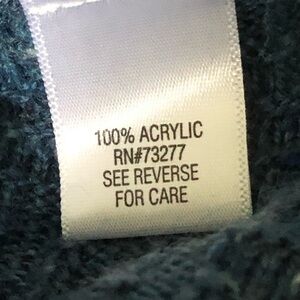 100% ACRYLIC
RN#73277
SEE REVERSE
FOR CARE